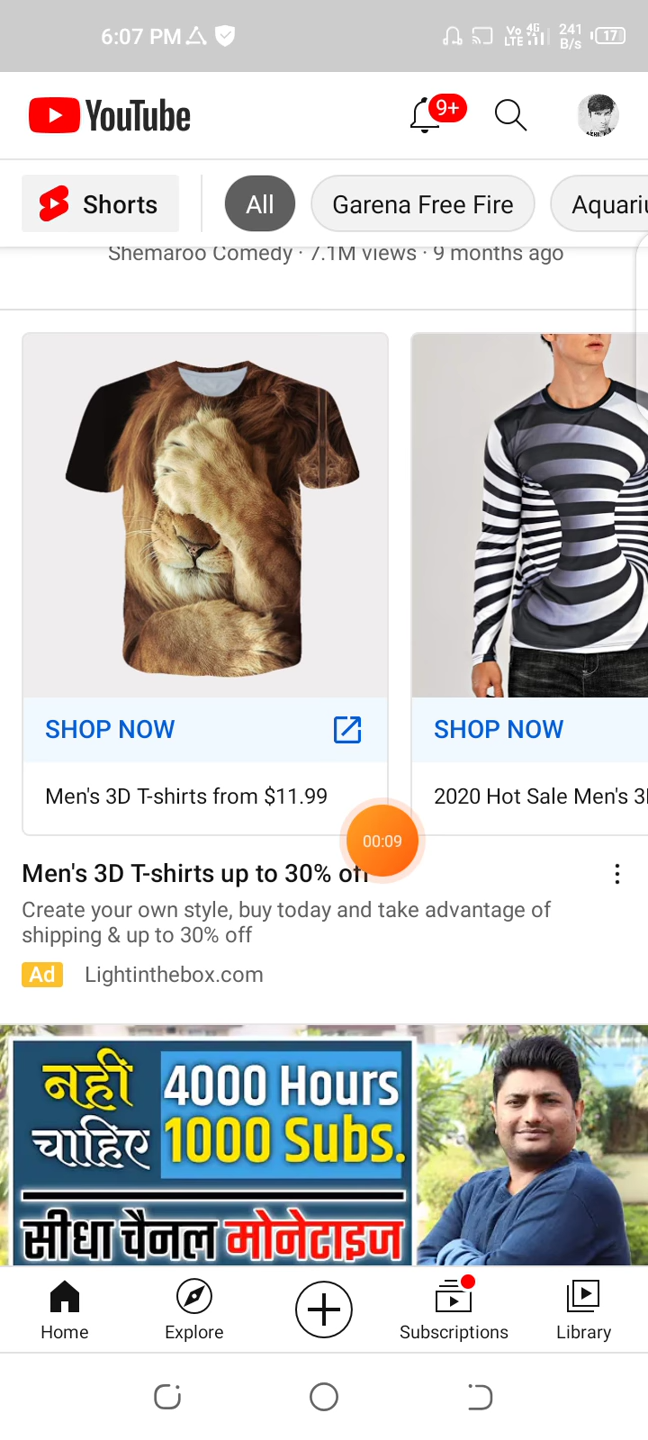 6:07 PM
Vo LTE 4G 241 B/s 17
YouTube
9+
Shorts
All
Garena Free Fire
Shemaroo Comedy · 7.1M views · 9 months ago
SHOP NOW
SHOP NOW
Men's 3D T-shirts from $11.99
2020 Hot Sale Men's
00:09
Men's 3D T-shirts up to 30% off
Create your own style, buy today and take advantage of
shipping & up to 30% off
Ad Lightinthebox.com
नहीं 4000 Hours
चाहिए 1000 Subs.
सीधा चैनल मोनेटाइज
Home
Explore
Subscriptions
Library